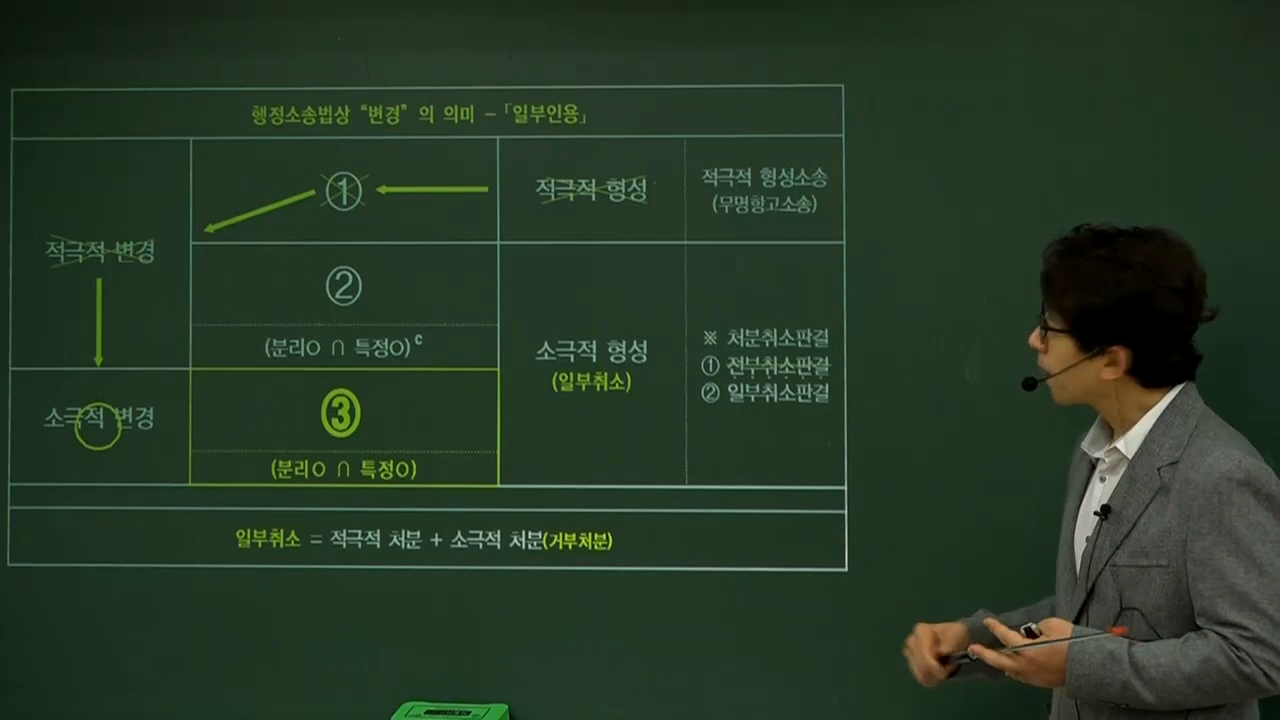 행정소송법상 "변경" 의 의미 – 「일부인용」
적극적 변경
①
적극적 형성
적극적 형성소송
(무명항고소송)
②
(분리O ∩ 특정O)ᶜ
소극적 형성
(일부취소)
※ 처분취소판결
① 전부취소판결
② 일부취소판결
소극적 변경
③
(분리O ∩ 특정O)
일부취소 = 적극적 처분 + 소극적 처분(거부처분)